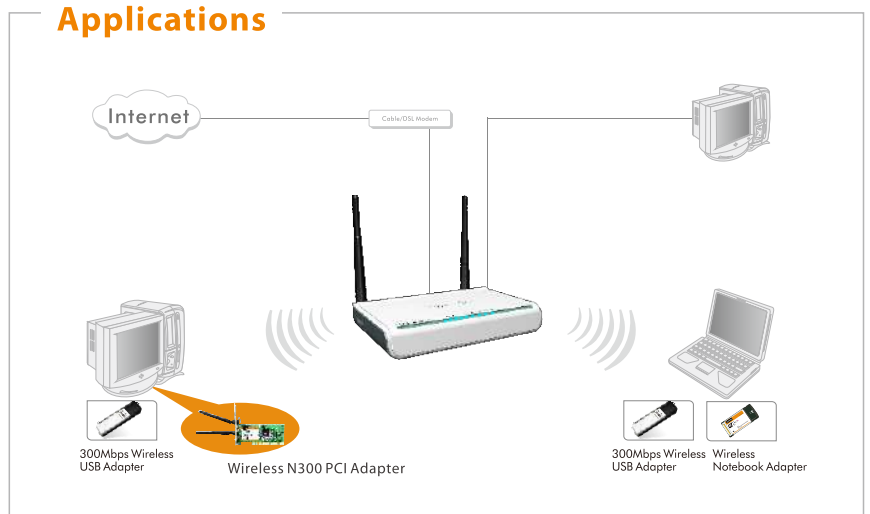 Applications
Internet
Cable/DSL Modem
300Mbps Wireless
USB Adapter
Wireless N300 PCI Adapter
300Mbps Wireless
USB Adapter
Wireless
Notebook Adapter